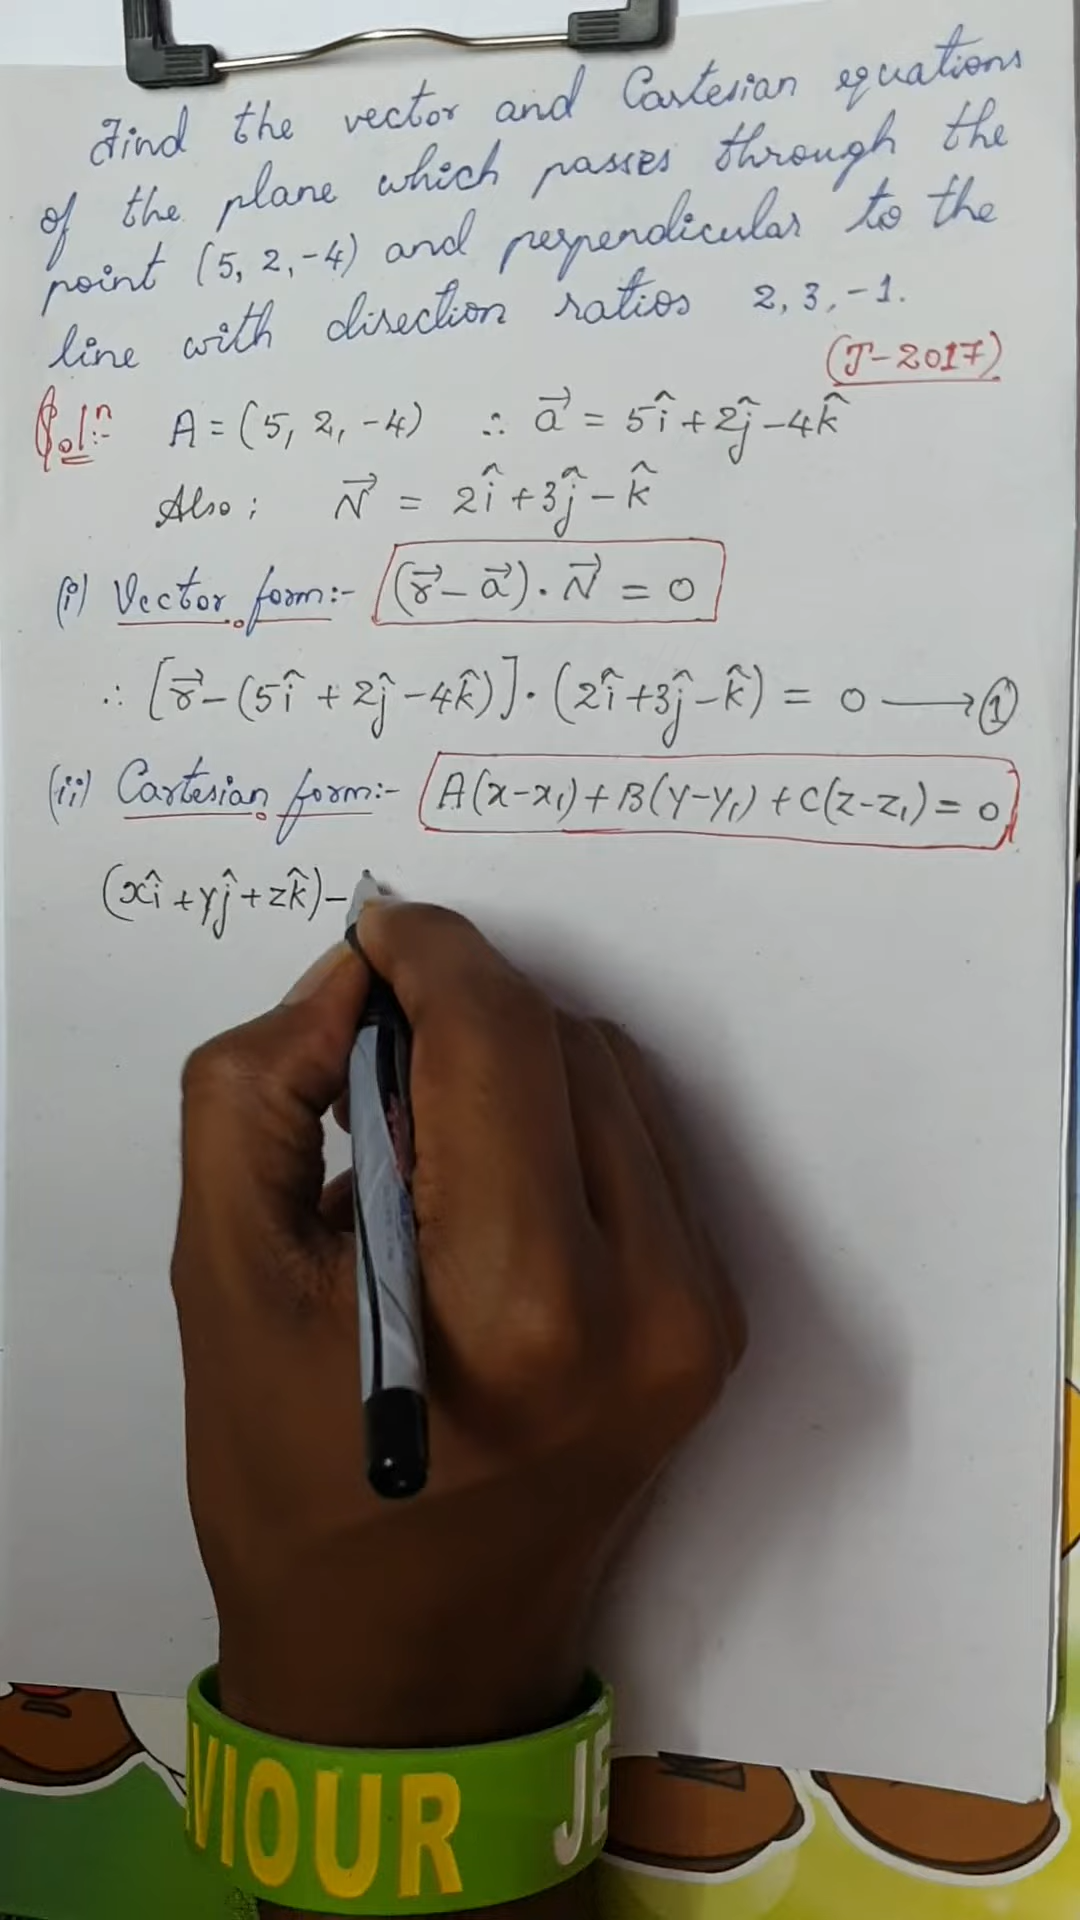 Find the vector and Cartesian equations
of the plane which passes through the
point (5, 2, -4) and perpendicular to the
line with direction ratios 2, 3, -1.
(J-2017)
Solⁿ:- A = (5, 2, -4) ∴ a⃗ = 5î + 2ĵ - 4k̂
Also; N⃗ = 2î + 3ĵ - k̂
(i) Vector form:- (r⃗ - a⃗) · N⃗ = 0
∴ [r⃗ - (5î + 2ĵ - 4k̂)] · (2î + 3ĵ - k̂) = 0 → ①
(ii) Cartesian form:- A(x-x₁) + B(y-y₁) + C(z-z₁) = 0
(xî + yĵ + zk̂) -
VIOUR JE